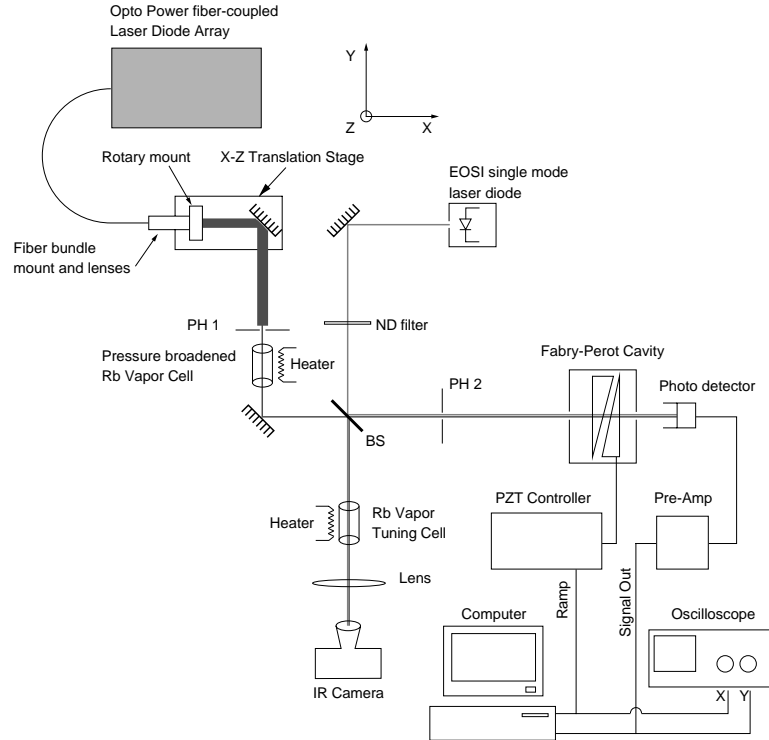 Opto Power fiber-coupled
Laser Diode Array
Y
Z
X
Rotary mount
X-Z Translation Stage
EOSI single mode
laser diode
Fiber bundle
mount and lenses
PH 1
ND filter
Pressure broadened
Rb Vapor Cell
Heater
Fabry-Perot Cavity
PH 2
Photo detector
BS
Heater
Rb Vapor
Tuning Cell
PZT Controller
Pre-Amp
Lens
Ramp
Signal Out
Computer
Oscilloscope
X
Y
IR Camera